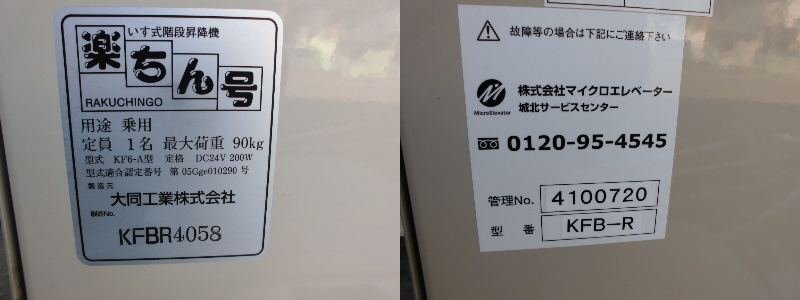 いす式階段昇降機
楽ちん号
RAKUCHINGO
用途 乗用
定員 1名 最大荷重 90kg
型式 KF6-A型 定格 DC24V 200W
型式適合認定番号 第 05Gge010290 号
製造元
大同工業株式会社
製造No.
KFBR4058
故障等の場合は下記にご連絡下さい
株式会社マイクロエレベーター
MicroElevator
城北サービスセンター
0120-95-4545
管理No. 4100720
型番 KFB-R